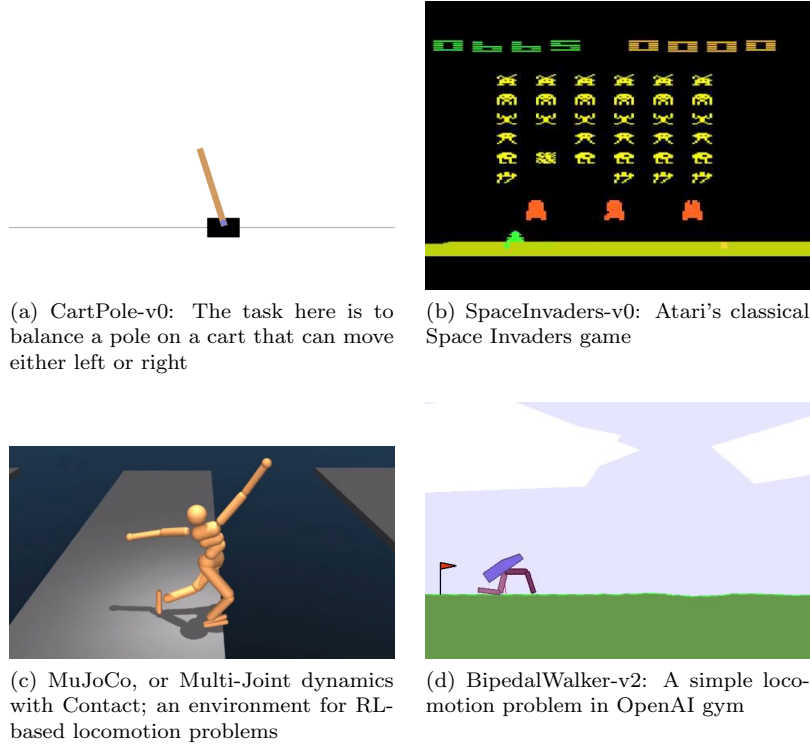 0665 0000
(a) CartPole-v0: The task here is to
balance a pole on a cart that can move
either left or right
(b) SpaceInvaders-v0: Atari's classical
Space Invaders game
(c) MuJoCo, or Multi-Joint dynamics
with Contact; an environment for RL-
based locomotion problems
(d) BipedalWalker-v2: A simple loco-
motion problem in OpenAI gym